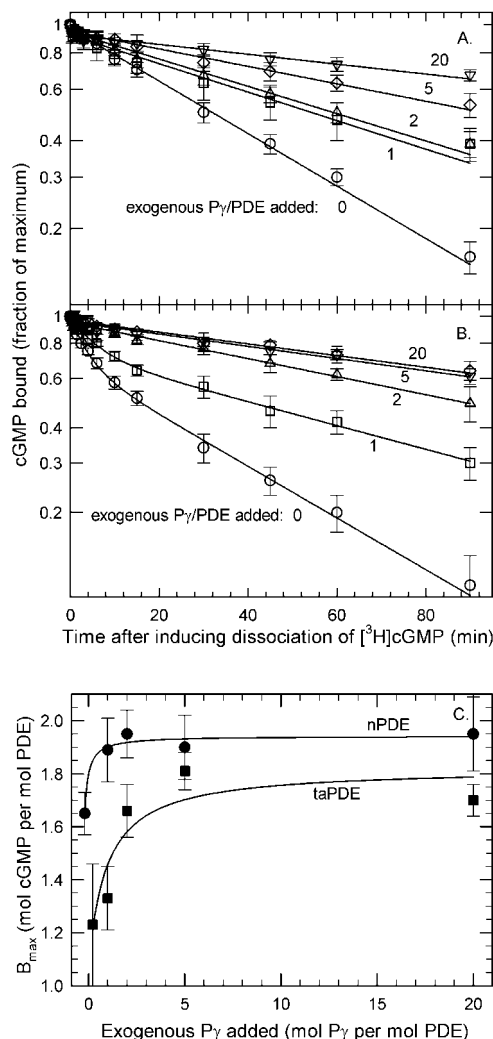 A.
1
0.8
0.6
0.4
0.2
20
5
2
1
exogenous Pγ/PDE added: 0
cGMP bound (fraction of maximum)
B.
1
0.8
0.6
0.4
0.3
0.2
20
5
2
1
exogenous Pγ/PDE added: 0
0 20 40 60 80
Time after inducing dissociation of [³H]cGMP (min)
C.
2.0
1.8
1.6
1.4
1.2
1.0
nPDE
taPDE
Bmax (mol cGMP per mol PDE)
0 5 10 15 20
Exogenous Pγ added (mol Pγ per mol PDE)